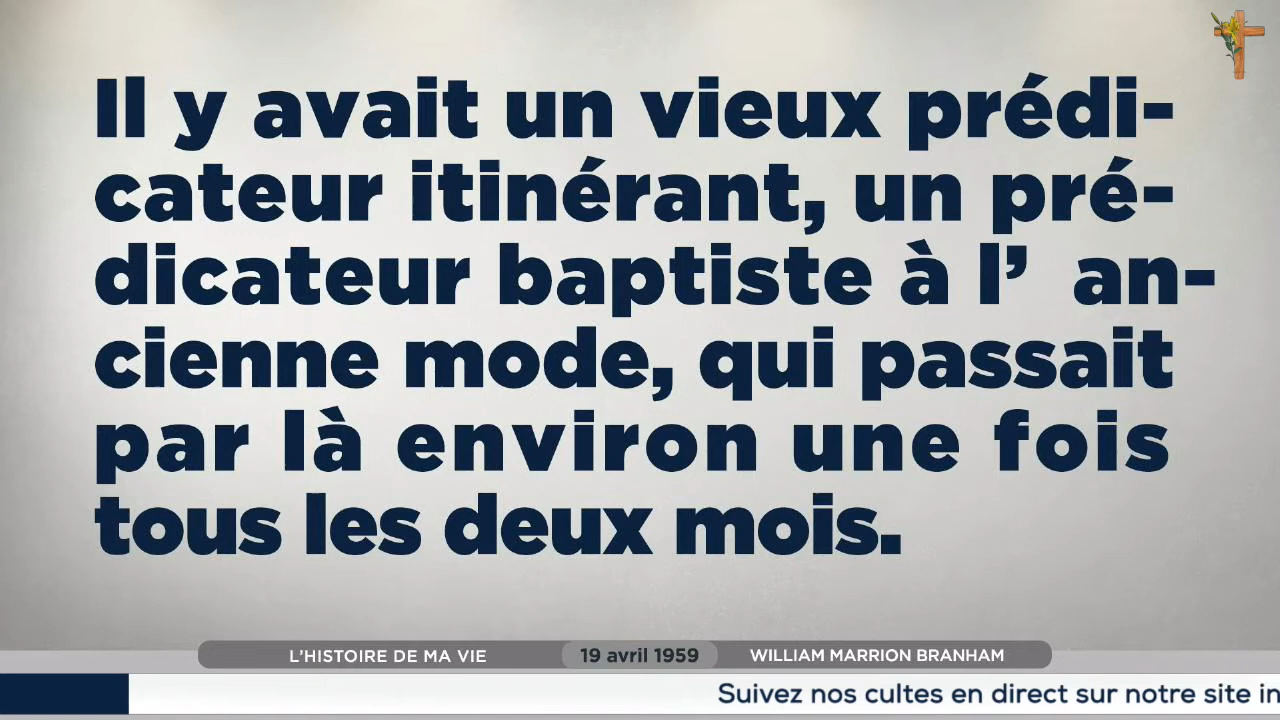 Il y avait un vieux prédi-
cateur itinérant, un pré-
dicateur baptiste à l’ an-
cienne mode, qui passait
par là environ une fois
tous les deux mois.
L’HISTOIRE DE MA VIE 19 avril 1959 WILLIAM MARRION BRANHAM
Suivez nos cultes en direct sur notre site in